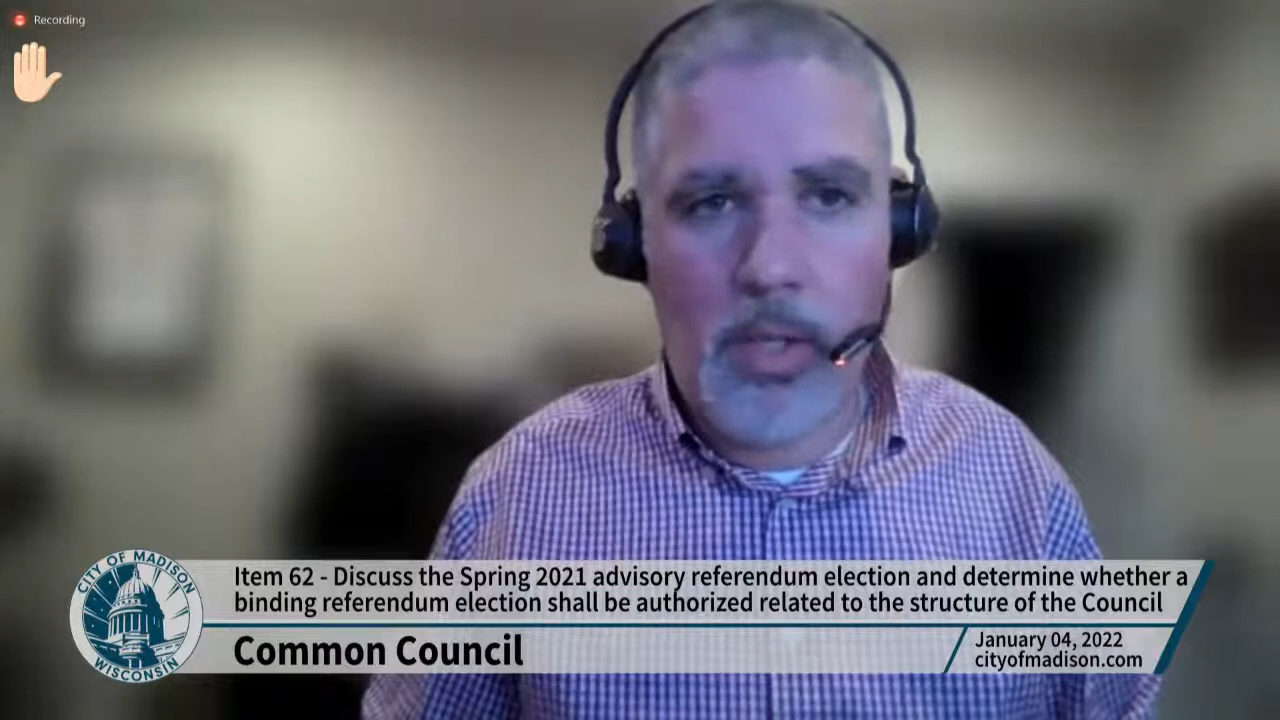 Recording
CITY OF MADISON
WISCONSIN
Item 62 - Discuss the Spring 2021 advisory referendum election and determine whether a
binding referendum election shall be authorized related to the structure of the Council
Common Council
January 04, 2022
cityofmadison.com